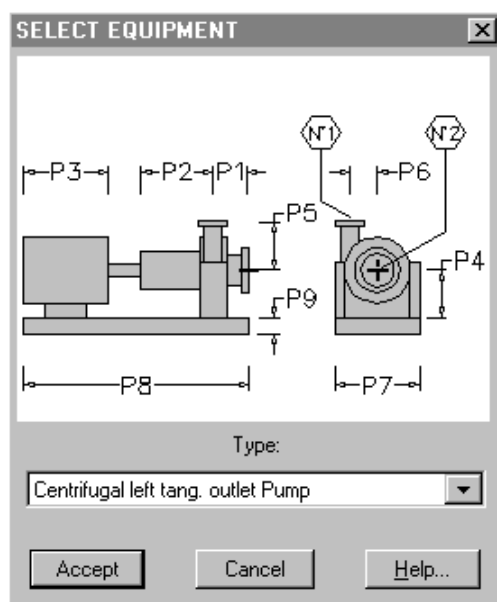 SELECT EQUIPMENT
N'1 N'2
P3 P2 P1 P6
P5
P4
P9
P8 P7
Type:
Centrifugal left tang. outlet Pump
Accept Cancel Help...